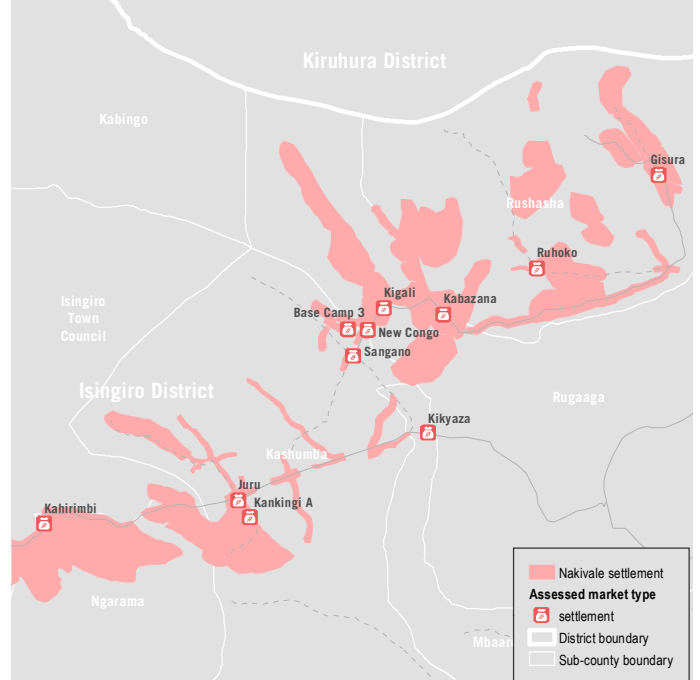 Kiruhura District
Kabingo
Gisura
Rushasha
Ruhoko
Kigali
Kabazana
Isingiro
Town
Council
Base Camp 3
New Congo
Sangano
Isingiro District
Rugaaga
Kikyaza
Kashumba
Juru
Kankingi A
Kahirimbi
Ngarama
Mbaar
Nakivale settlement
Assessed market type
settlement
District boundary
Sub-county boundary